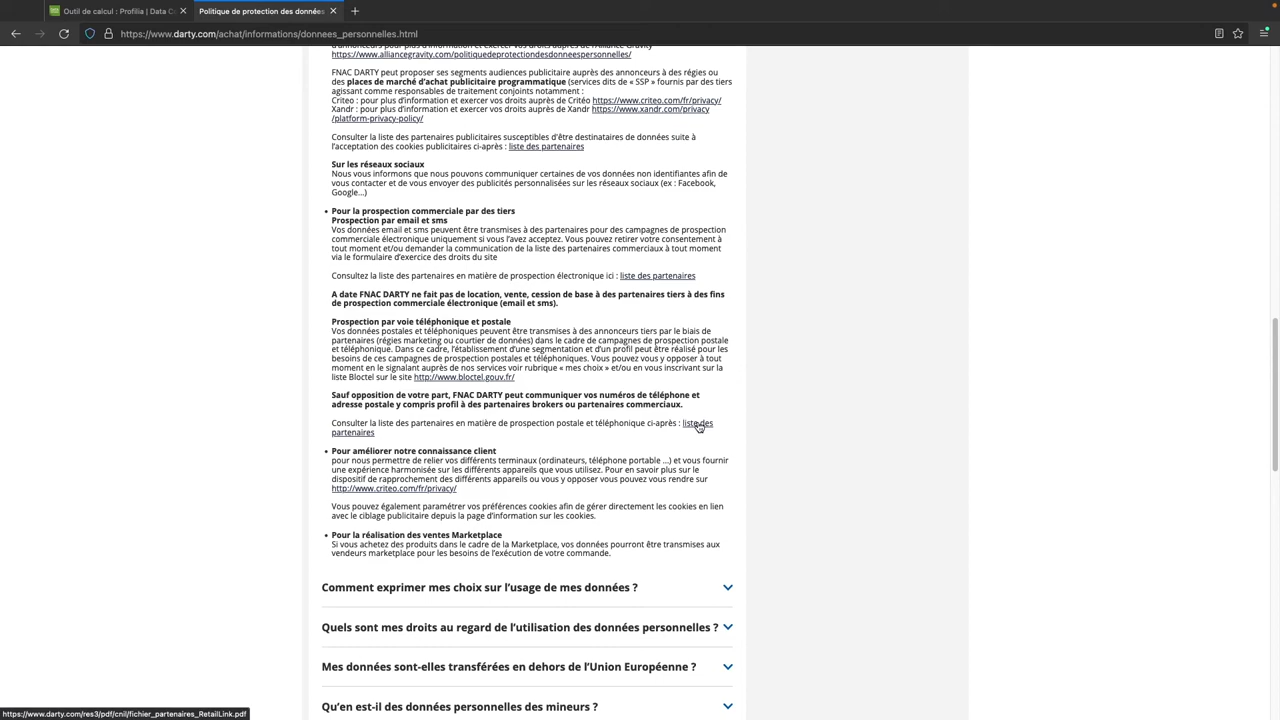 Outil de calcul : Profilia | Data C
Politique de protection des données
https://www.darty.com/achat/informations/donnees_personnelles.html
d'annonceurs pour plus d'information et exercer vos droits auprès de l'Alliance Gravity
https://www.alliancegravity.com/politiquedeprotectiondesdonneespersonnelles/
FNAC DARTY peut proposer ses segments audiences publicitaire auprès des annonceurs à des régies ou
des places de marché d'achat publicitaire programmatique (services dits de « SSP » fournis par des tiers
agissant comme responsables de traitement conjoints notamment :
Criteo : pour plus d'information et exercer vos droits auprès de Critéo https://www.criteo.com/fr/privacy/
Xandr : pour plus d'information et exercer vos droits auprès de Xandr https://www.xandr.com/privacy
/platform-privacy-policy/
Consulter la liste des partenaires publicitaires susceptibles d'être destinataires de données suite à
l'acceptation des cookies publicitaires ci-après : liste des partenaires
Sur les réseaux sociaux
Nous vous informons que nous pouvons communiquer certaines de vos données non identifiantes afin de
vous contacter et de vous envoyer des publicités personnalisées sur les réseaux sociaux (ex : Facebook,
Google...)
• Pour la prospection commerciale par des tiers
Prospection par email et sms
Vos données email et sms peuvent être transmises à des partenaires pour des campagnes de prospection
commerciale électronique uniquement si vous l'avez acceptez. Vous pouvez retirer votre consentement à
tout moment et/ou demander la communication de la liste des partenaires commerciaux à tout moment
via le formulaire d'exercice des droits du site
Consultez la liste des partenaires en matière de prospection électronique ici : liste des partenaires
A date FNAC DARTY ne fait pas de location, vente, cession de base à des partenaires tiers à des fins
de prospection commerciale électronique (email et sms).
Prospection par voie téléphonique et postale
Vos données postales et téléphoniques peuvent être transmises à des annonceurs tiers par le biais de
partenaires (régies marketing ou courtier de données) dans le cadre de campagnes de prospection postale
et téléphonique. Dans ce cadre, l'établissement d'une segmentation et d'un profil peut être réalisé pour les
besoins de ces campagnes de prospection postales et téléphoniques. Vous pouvez vous y opposer à tout
moment en le signalant auprès de nos services voir rubrique « mes choix » et/ou en vous inscrivant sur la
liste Bloctel sur le site http://www.bloctel.gouv.fr/
Sauf opposition de votre part, FNAC DARTY peut communiquer vos numéros de téléphone et
adresse postale y compris profil à des partenaires brokers ou partenaires commerciaux.
Consulter la liste des partenaires en matière de prospection postale et téléphonique ci-après : liste des
partenaires
• Pour améliorer notre connaissance client
pour nous permettre de relier vos différents terminaux (ordinateurs, téléphone portable ...) et vous fournir
une expérience harmonisée sur les différents appareils que vous utilisez. Pour en savoir plus sur le
dispositif de rapprochement des différents appareils ou vous y opposer vous pouvez vous rendre sur
http://www.criteo.com/fr/privacy/
Vous pouvez également paramétrer vos préférences cookies afin de gérer directement les cookies en lien
avec le ciblage publicitaire depuis la page d'information sur les cookies.
• Pour la réalisation des ventes Marketplace
Si vous achetez des produits dans le cadre de la Marketplace, vos données pourront être transmises aux
vendeurs marketplace pour les besoins de l'exécution de votre commande.
Comment exprimer mes choix sur l'usage de mes données ?
Quels sont mes droits au regard de l'utilisation des données personnelles ?
Mes données sont-elles transférées en dehors de l'Union Européenne ?
Qu'en est-il des données personnelles des mineurs ?
https://www.darty.com/res3/pdf/cnil/fichier_partenaires_RetailLink.pdf